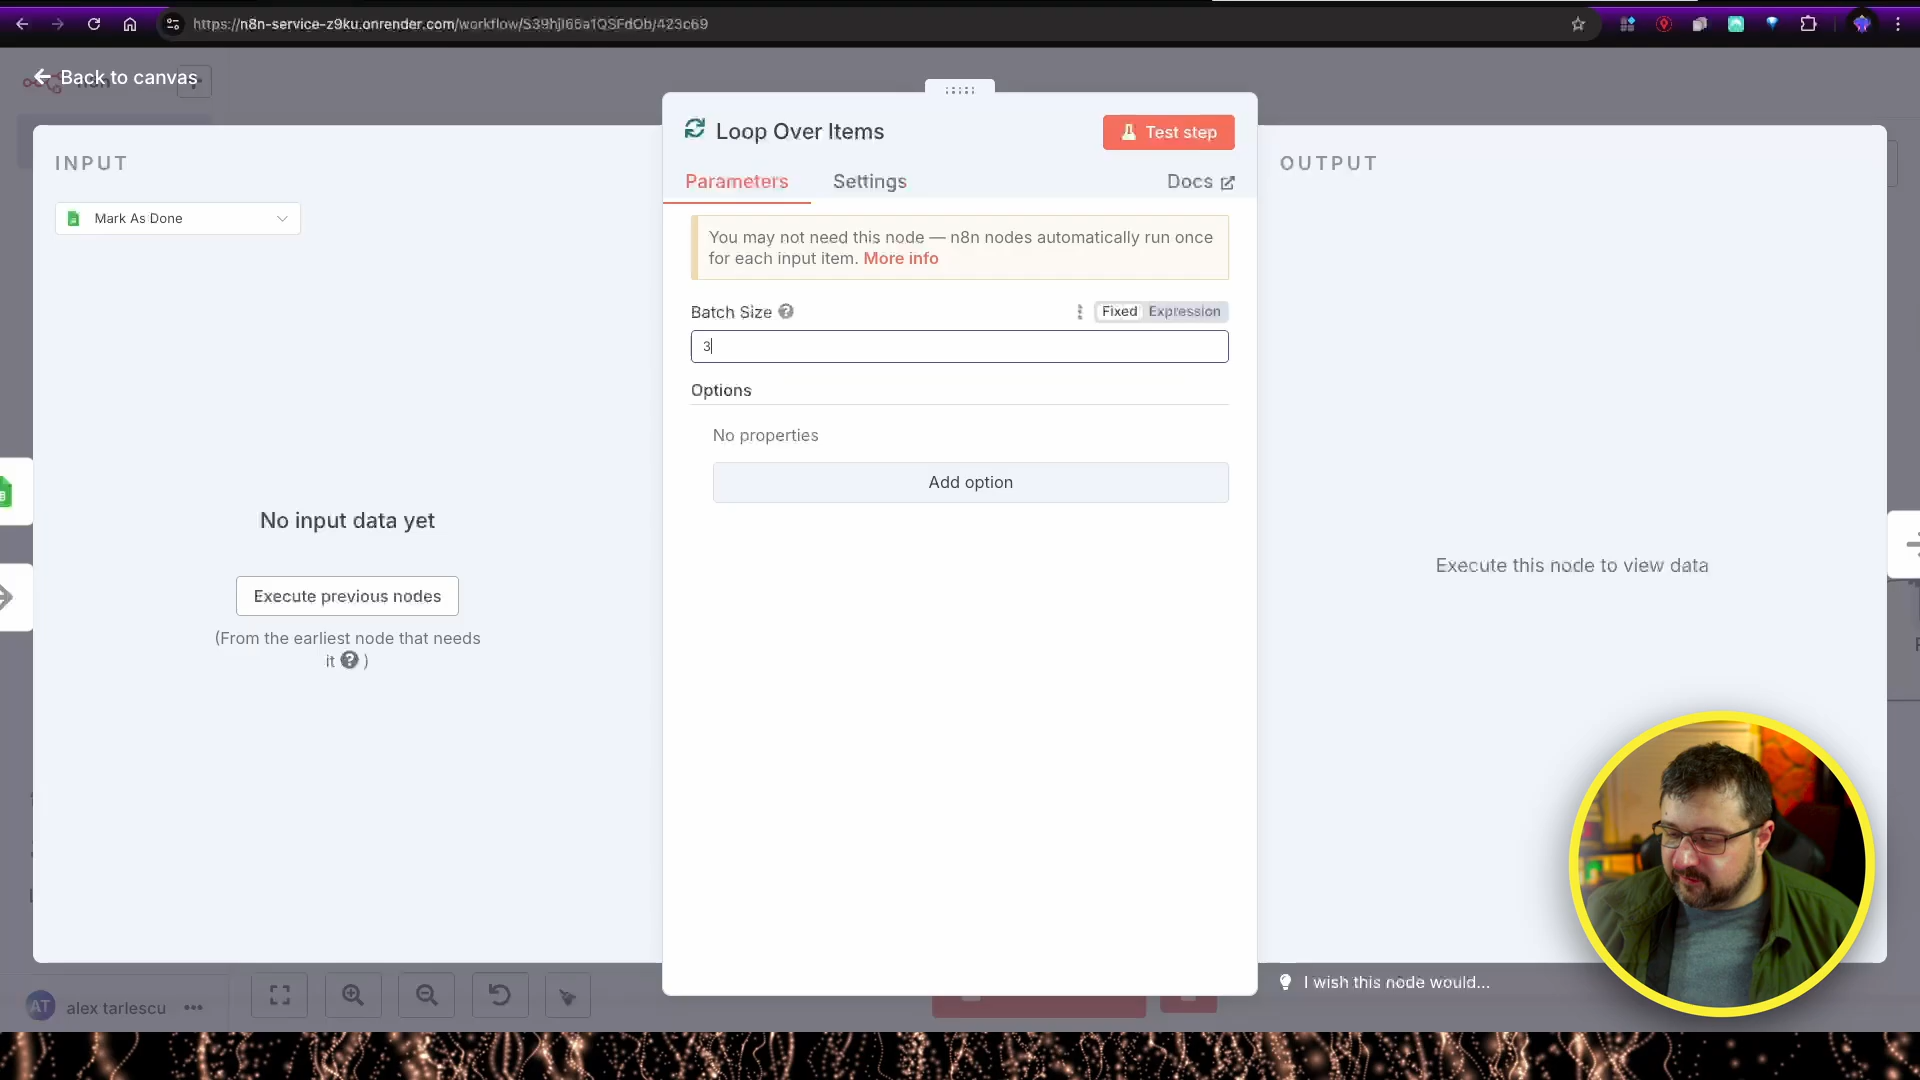 https://n8n-service-z9ku.onrender.com/workflow/
Back to canvas
Loop Over Items
Test step
INPUT
Parameters
Settings
Docs
OUTPUT
Mark As Done
You may not need this node — n8n nodes automatically run once
for each input item. More info
Batch Size
Fixed
Expression
3
Options
No properties
Add option
No input data yet
Execute previous nodes
(From the earliest node that needs
it ? )
Execute this node to view data
I wish this node would...
AT
alex tarlescu